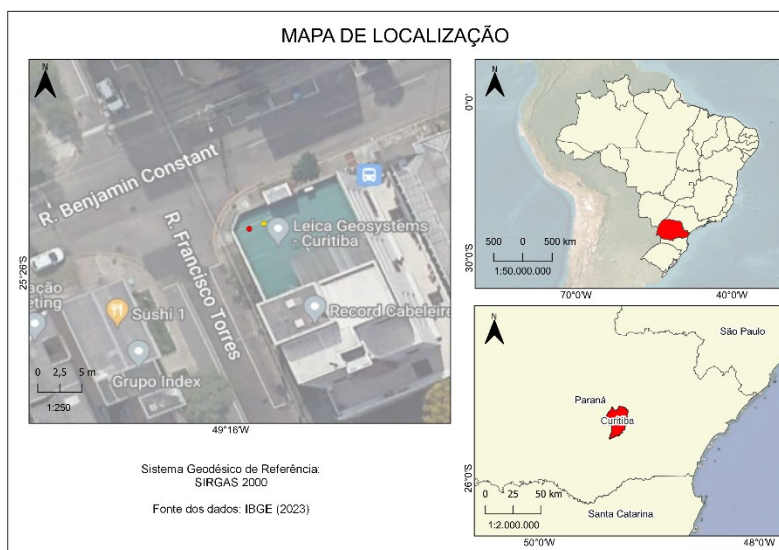 MAPA DE LOCALIZAÇÃO
N
R. Benjamin Constant
R. Francisco Torres
Leica Geosystems
- Curitiba
Sushi 1
Record Cabeleire
Grupo Index
ação
eting
25°26'S
0 2,5 5 m
1:250
49°16'W
N
0°0'
30°0'S
500 0 500 km
1:50.000.000
70°0'W
40°0'W
N
São Paulo
Paraná
Curitiba
26°0'S
0 25 50 km
1:2.000.000
Santa Catarina
50°0'W
48°0'W
Sistema Geodésico de Referência:
SIRGAS 2000
Fonte dos dados: IBGE (2023)